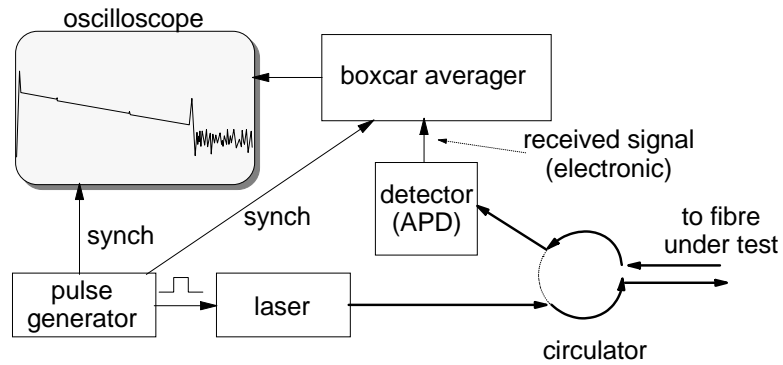 oscilloscope
boxcar averager
received signal
(electronic)
detector
(APD)
synch
synch
to fibre
under test
pulse
generator
laser
circulator